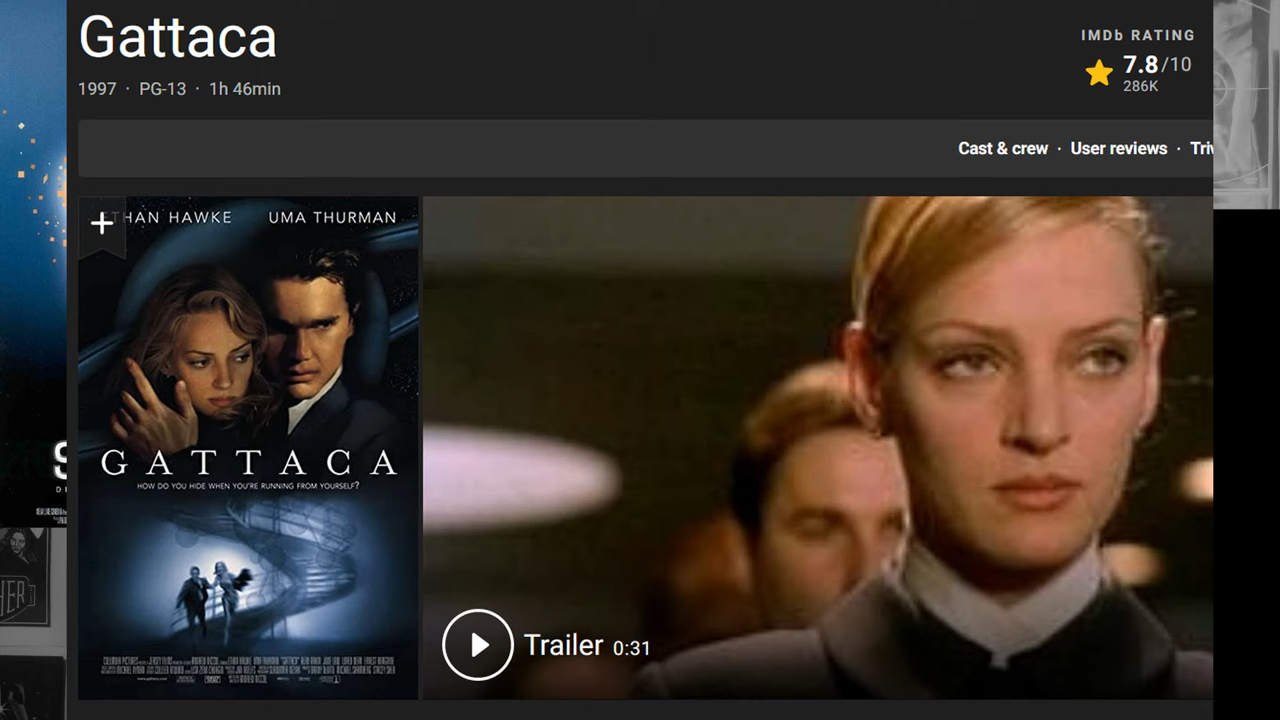 Gattaca
1997 · PG-13 · 1h 46min
IMDb RATING
7.8/10
286K
Cast & crew · User reviews ·
THAN HAWKE UMA THURMAN
GATTACA
HOW DO YOU HIDE WHEN YOU'RE RUNNING FROM YOURSELF?
Trailer 0:31